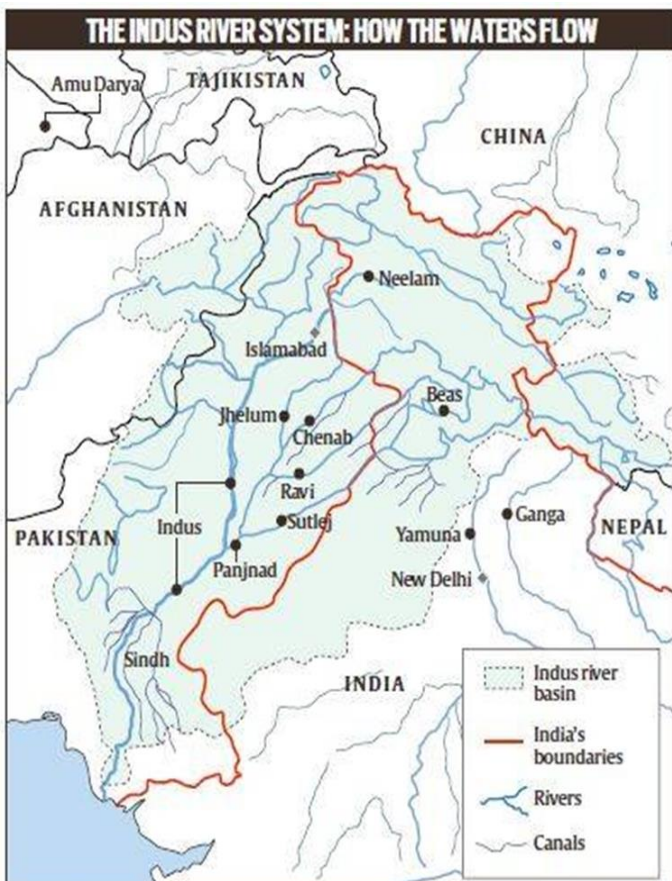 THE INDUS RIVER SYSTEM: HOW THE WATERS FLOW
Amu Darya
TAJIKISTAN
CHINA
AFGHANISTAN
Neelam
Islamabad
Beas
Jhelum
Chenab
Ravi
Indus
Sutlej
Ganga
PAKISTAN
Yamuna
NEPAL
Panjnad
New Delhi
Sindh
INDIA
Indus river
basin
India's
boundaries
Rivers
Canals